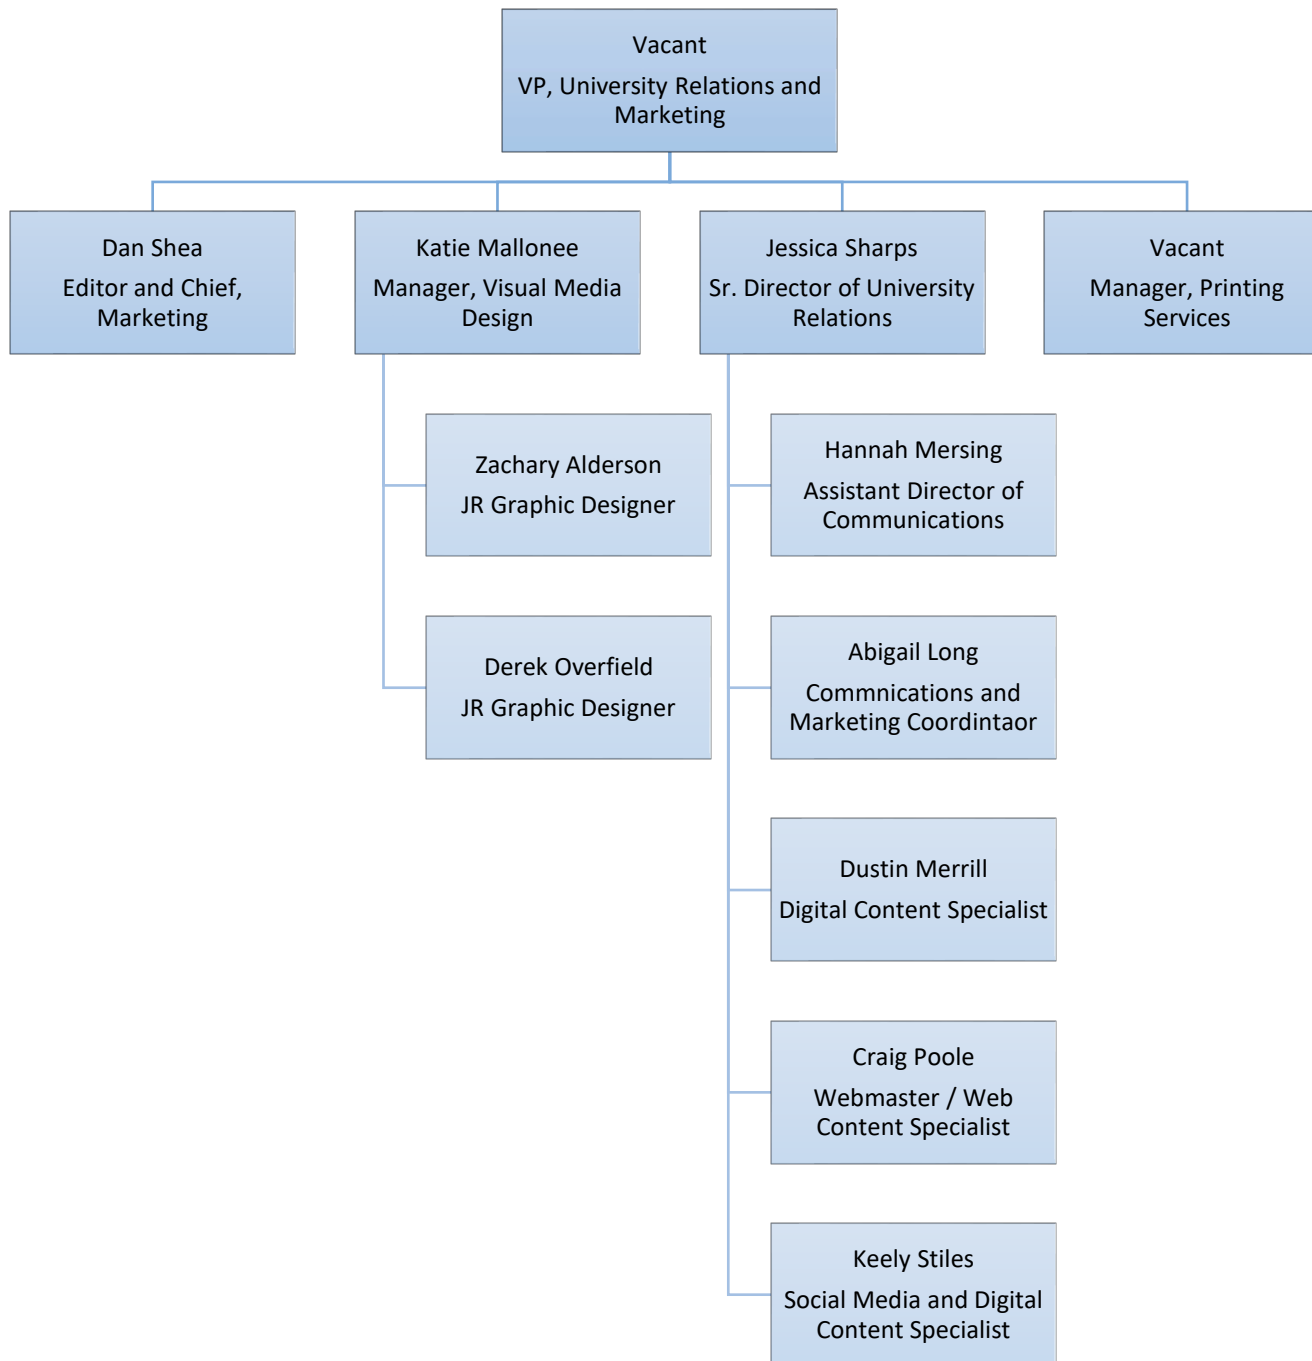 Vacant
VP, University Relations and
Marketing
Dan Shea
Editor and Chief,
Marketing
Katie Mallonee
Manager, Visual Media
Design
Jessica Sharps
Sr. Director of University
Relations
Vacant
Manager, Printing
Services
Zachary Alderson
JR Graphic Designer
Derek Overfield
JR Graphic Designer
Hannah Mersing
Assistant Director of
Communications
Abigail Long
Commnications and
Marketing Coordintaor
Dustin Merrill
Digital Content Specialist
Craig Poole
Webmaster / Web
Content Specialist
Keely Stiles
Social Media and Digital
Content Specialist